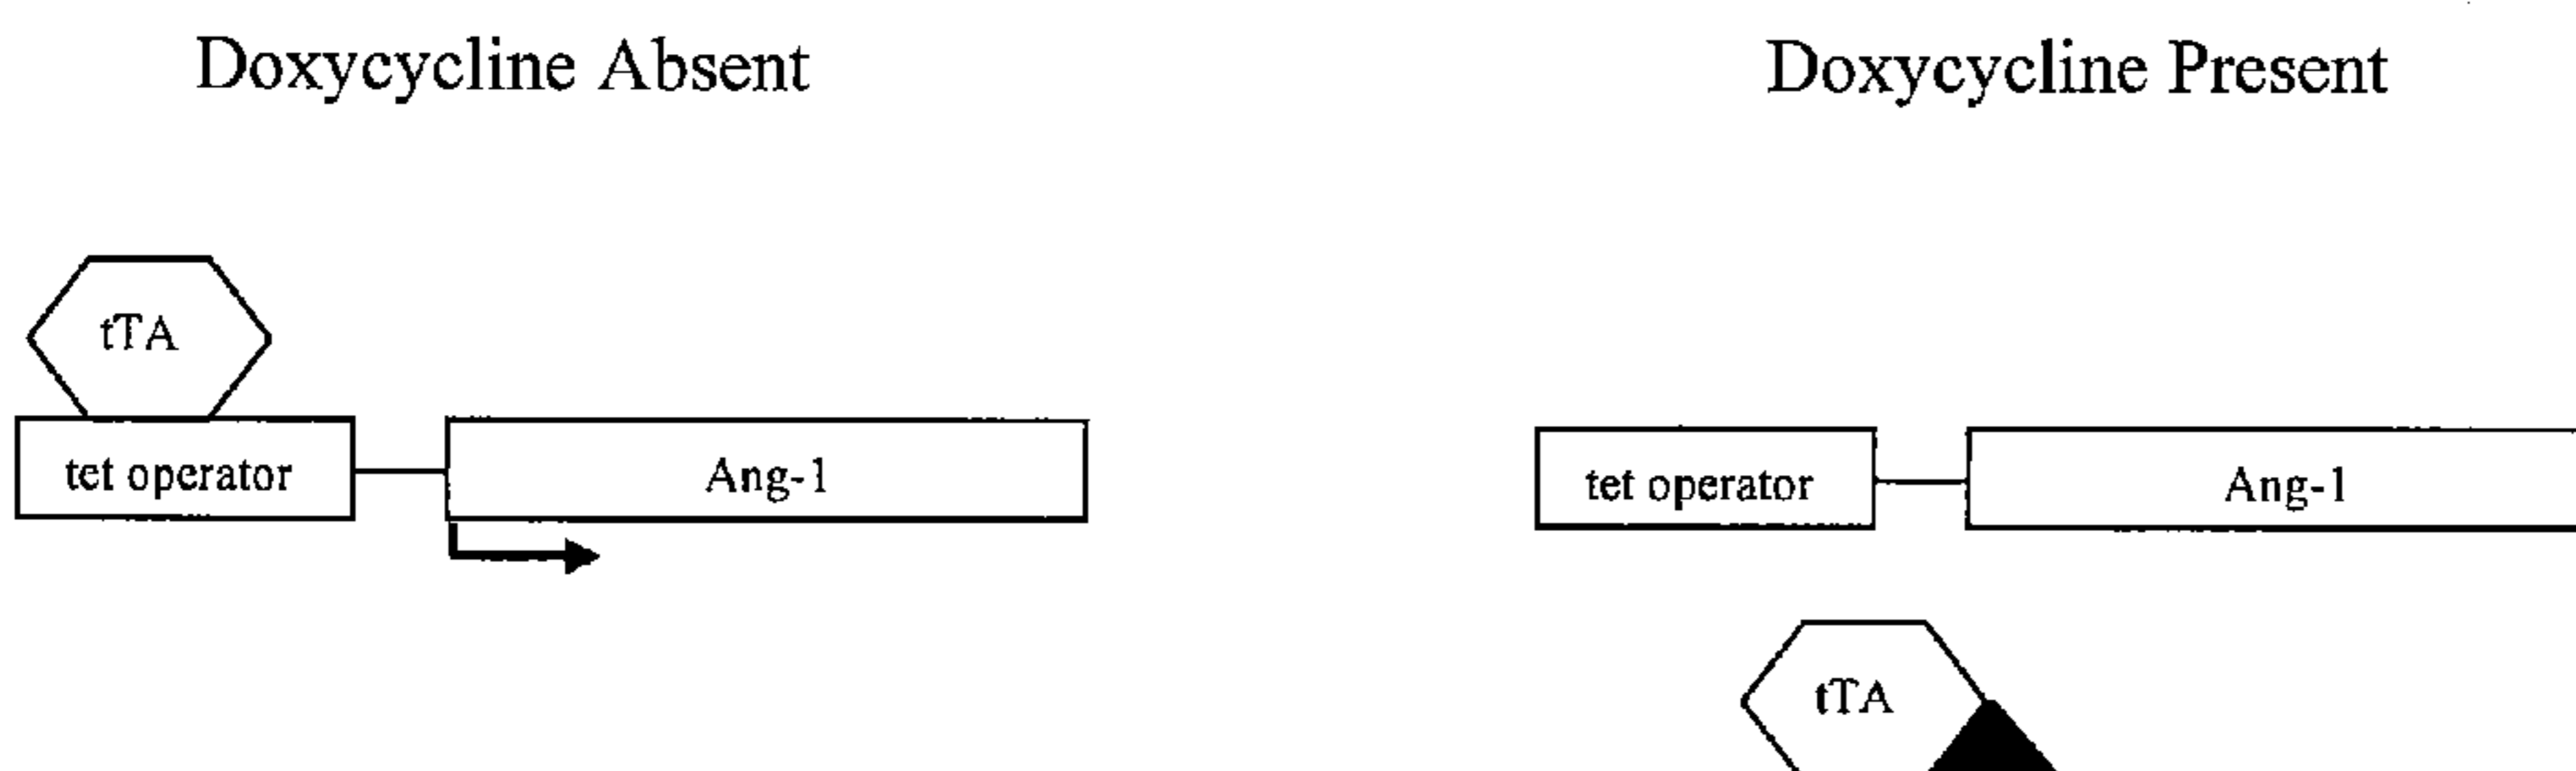 Doxycycline Absent
Doxycycline Present
tTA
tet operator
Ang-1
tet operator
Ang-1
tTA